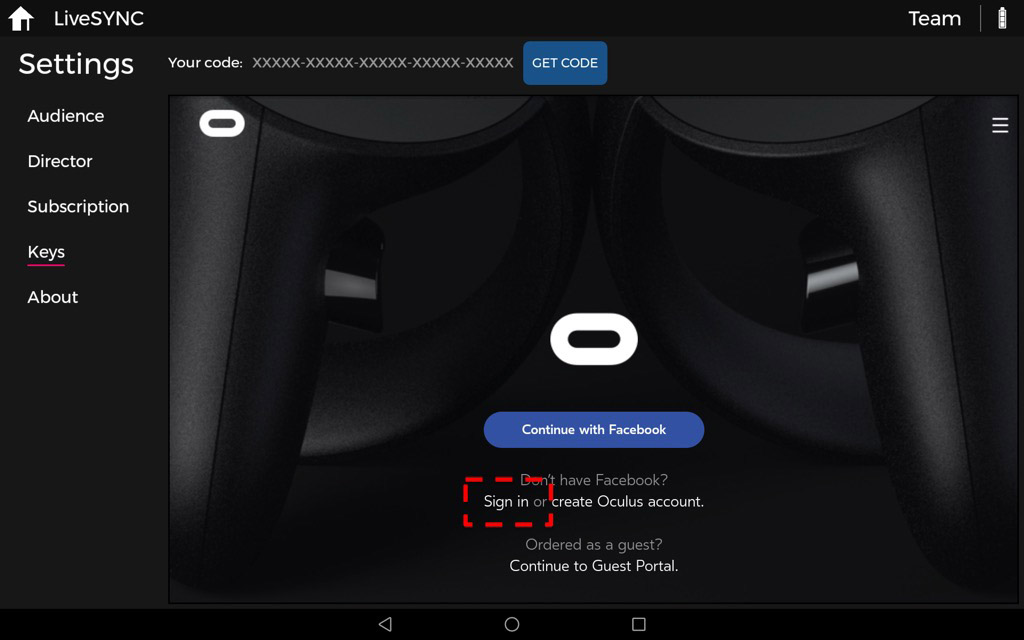 LiveSYNC
Team
Settings
Your code: XXXXX-XXXXX-XXXXX-XXXXX-XXXXX GET CODE
Audience
Director
Subscription
Keys
About
Continue with Facebook
Don't have Facebook?
Sign in or create Oculus account.
Ordered as a guest?
Continue to Guest Portal.